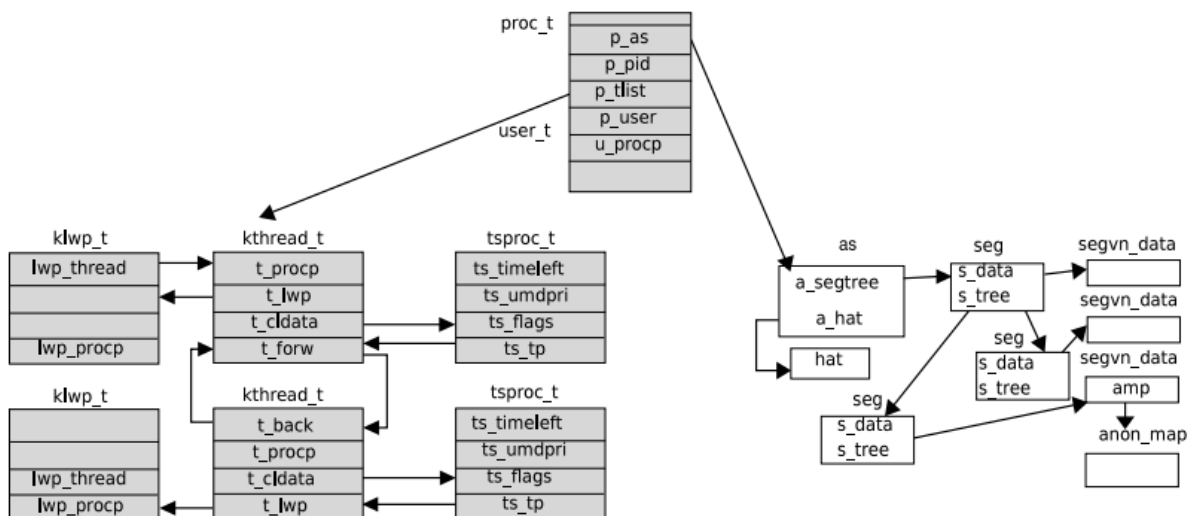 proc_t
p_as
p_pid
p_tlist
p_user
user_t
u_procp
klwp_t
kthread_t
tsproc_t
lwp_thread
t_procp
ts_timeleft
t_lwp
ts_umdpri
t_cldata
ts_flags
lwp_procp
t_forw
ts_tp
klwp_t
kthread_t
tsproc_t
t_back
ts_timeleft
t_procp
ts_umdpri
lwp_thread
t_cldata
ts_flags
lwp_procp
t_lwp
ts_tp
as
a_segtree
a_hat
hat
seg
s_data
s_tree
segvn_data
segvn_data
seg
s_data
s_tree
segvn_data
amp
anon_map
seg
s_data
s_tree